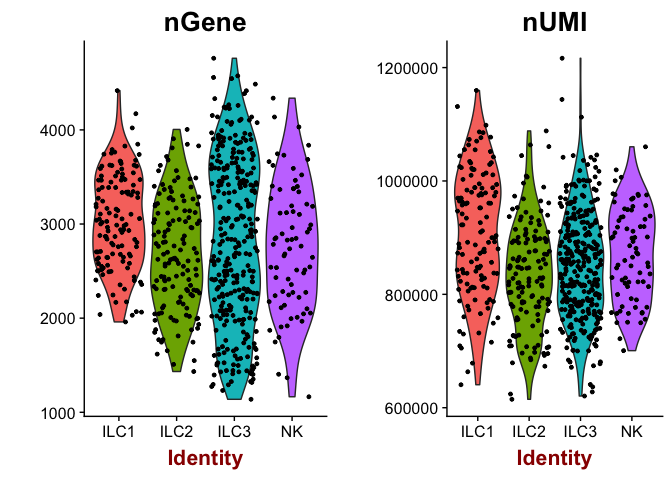 nGene
4000
3000
2000
1000
ILC1 ILC2 ILC3 NK
Identity
nUMI
1200000
1000000
800000
600000
ILC1 ILC2 ILC3 NK
Identity